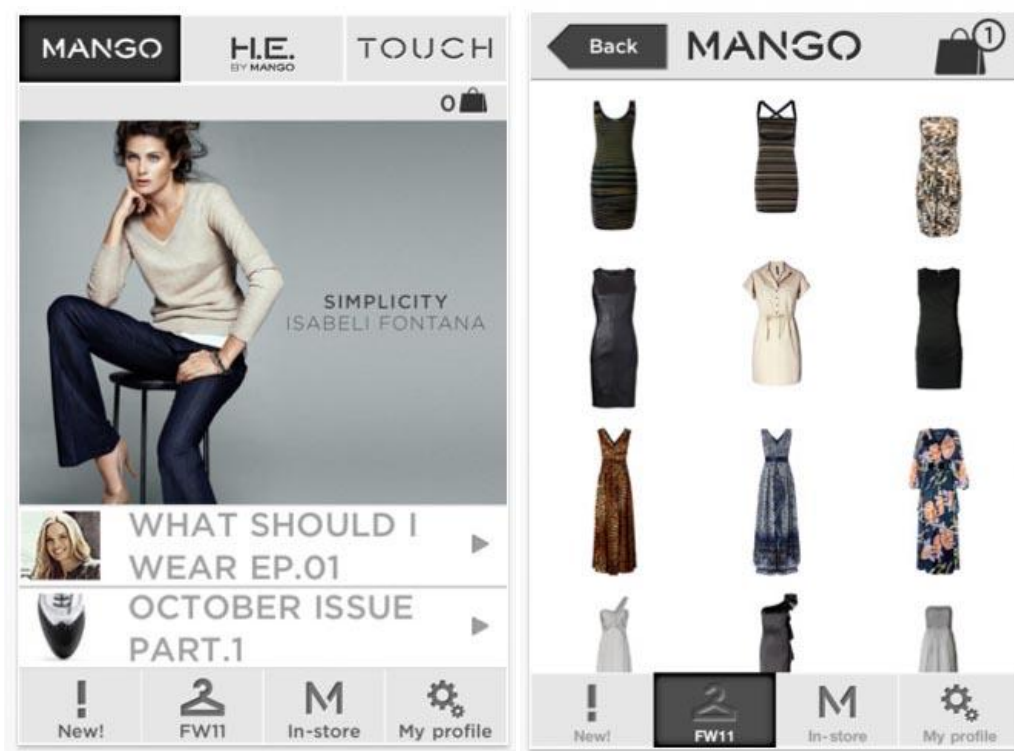 MANGO
H.E.
BY MANGO
TOUCH
0
SIMPLICITY
ISABELI FONTANA
WHAT SHOULD I
WEAR EP.01
OCTOBER ISSUE
PART.1
New!
FW11
In-store
My profile
Back
MANGO
1
New!
FW11
In-store
My profile